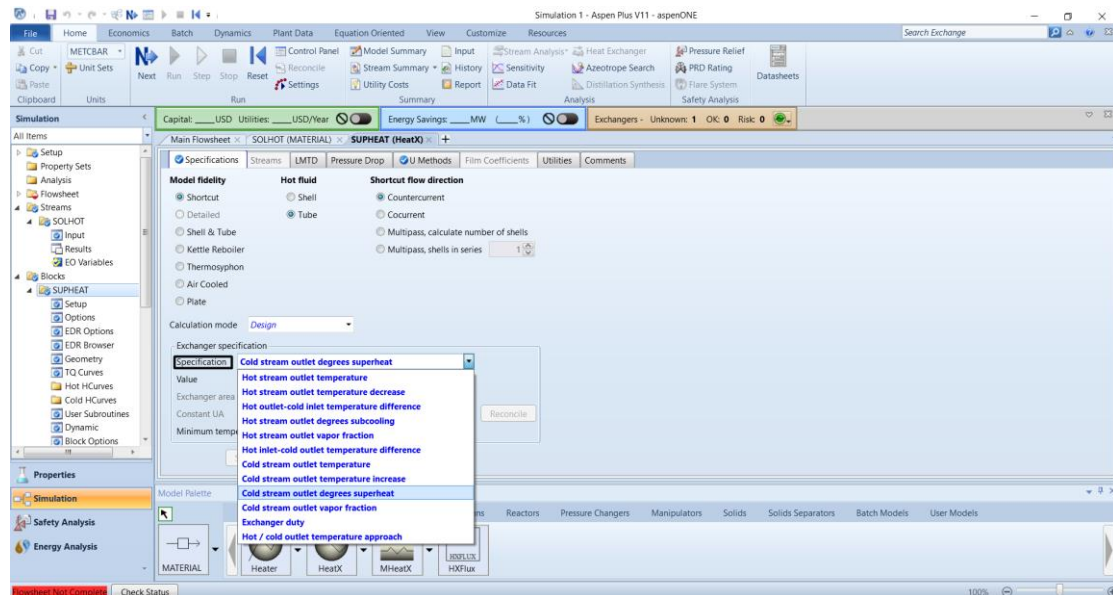 Simulation 1 - Aspen Plus V11 - aspenONE
File Home Economics Batch Dynamics Plant Data Equation Oriented View Customize Resources Search Exchange
Cut METCBAR Control Panel Model Summary Input Stream Analysis Heat Exchanger Pressure Relief
Copy Unit Sets Next Run Step Stop Reset Reconcile Stream Summary History Sensitivity Azeotrope Search PRD Rating Datasheets
Paste Settings Utility Costs Report Data Fit Distillation Synthesis Flare System
Clipboard Units Run Summary Analysis Safety Analysis
Simulation Capital: ____USD Utilities: ____USD/Year Energy Savings: ____MW (____%) Exchangers - Unknown: 1 OK: 0 Risk: 0
All Items Main Flowsheet SOLHOT (MATERIAL) SUPHEAT (HeatX) +
Setup
Property Sets
Analysis
Flowsheet
Streams
SOLHOT
Input
Results
EO Variables
Blocks
SUPHEAT
Setup
Options
EDR Options
EDR Browser
Geometry
TQ Curves
Hot HCurves
Cold HCurves
User Subroutines
Dynamic
Block Options
Properties
Simulation
Safety Analysis
Energy Analysis
Specifications Streams LMTD Pressure Drop U Methods Film Coefficients Utilities Comments
Model fidelity Hot fluid Shortcut flow direction
Shortcut Shell Countercurrent
Detailed Tube Cocurrent
Shell & Tube Multipass, calculate number of shells
Kettle Reboiler Multipass, shells in series 1
Thermosyphon
Air Cooled
Plate
Calculation mode Design
Exchanger specification
Specification Cold stream outlet degrees superheat
Value Hot stream outlet temperature
Hot stream outlet temperature decrease
Exchanger area Hot outlet-cold inlet temperature difference
Constant UA Hot stream outlet degrees subcooling Reconcile
Minimum tempe Hot stream outlet vapor fraction
Hot inlet-cold outlet temperature difference
Cold stream outlet temperature
Cold stream outlet temperature increase
Cold stream outlet degrees superheat
Cold stream outlet vapor fraction
Exchanger duty
Hot / cold outlet temperature approach
Model Palette
Reactors Pressure Changers Manipulators Solids Solids Separators Batch Models User Models
HXFLUX
MATERIAL Heater HeatX MHeatX HXFlux
Flowsheet Not Complete Check Status 100%